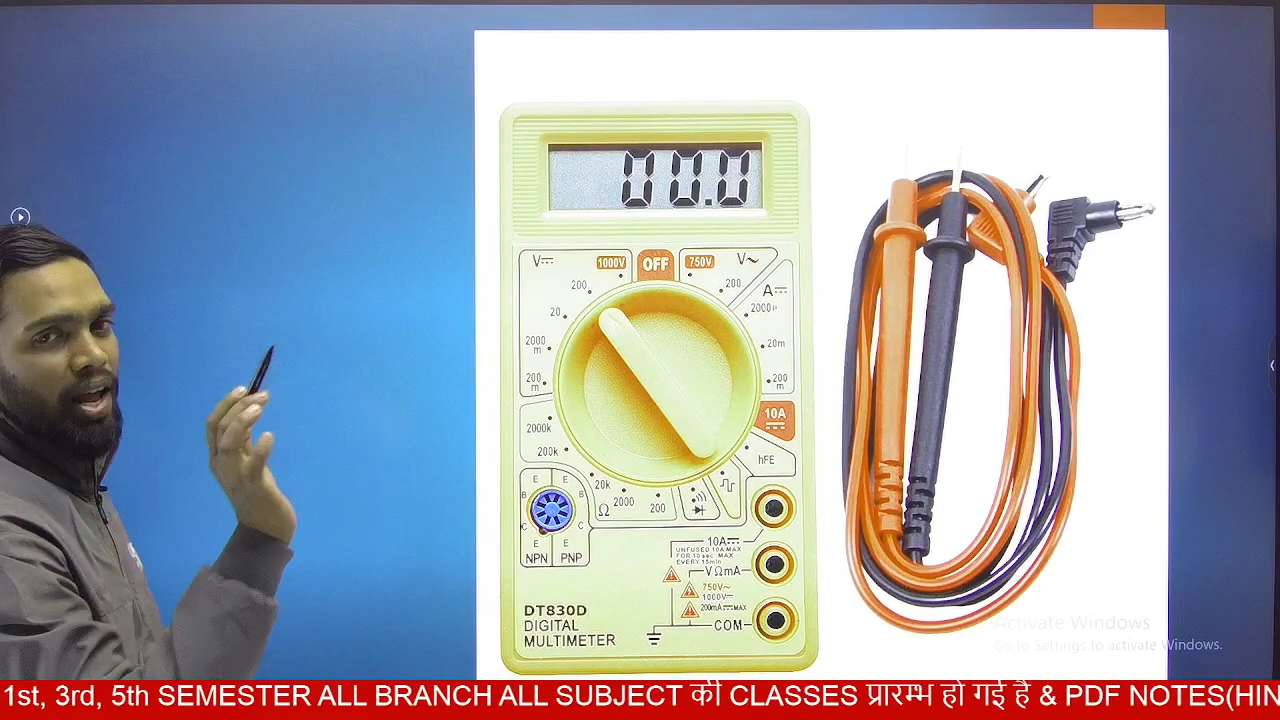 00.0
V 1000V OFF 750V V~
200 200 A
20 2000µ
2000 m 20m
200 m 200 m
2000k 10A
200k hFE
20k
Ω 2000 200
E E
B B
C C
E E
NPN PNP
10A
UNFUSED 10A MAX
FOR 10 sec MAX
EVERY 15min
VΩmA
750V~
1000V
200mA MAX
COM
DT830D
DIGITAL
MULTIMETER
Activate Windows
Go to Settings to activate Windows.
1st, 3rd, 5th SEMESTER ALL BRANCH ALL SUBJECT की CLASSES प्रारम्भ हो गई है & PDF NOTES(HIN